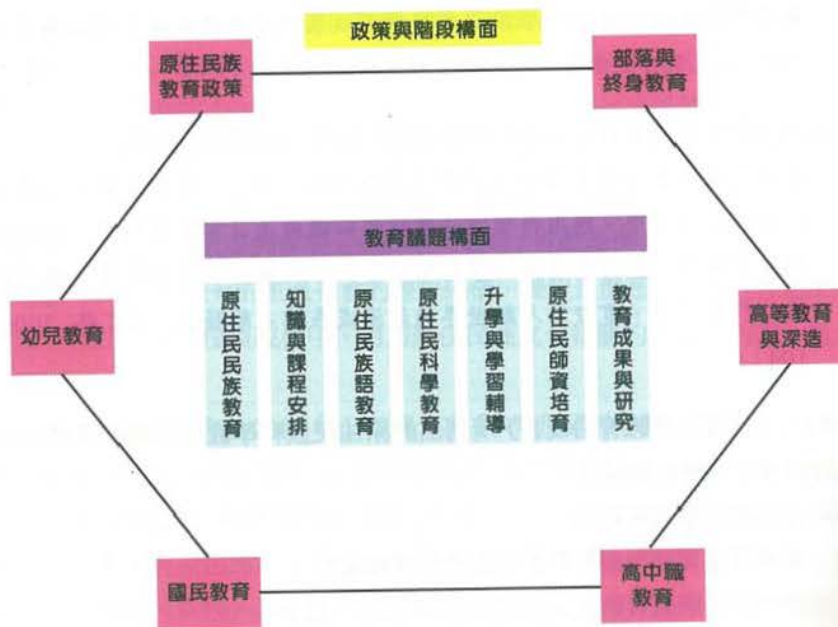 政策與階段構面
原住民族
教育政策
部落與
終身教育
教育議題構面
幼兒教育
原住民民族教育
知識與課程安排
原住民族語教育
原住民科學教育
升學與學習輔導
原住民師資培育
教育成果與研究
高等教育
與深造
國民教育
高中職
教育